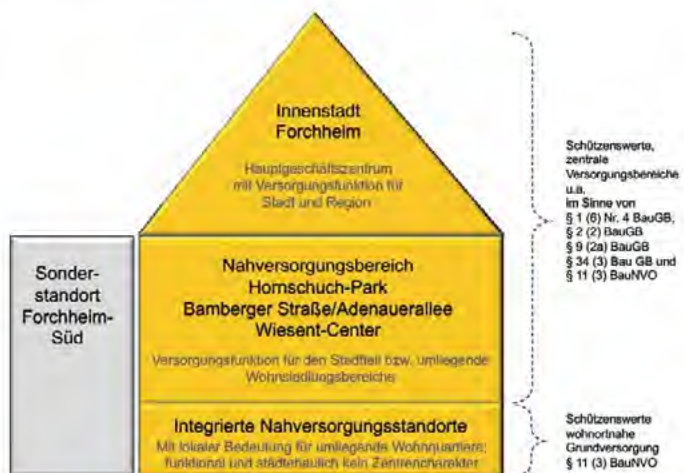 Innenstadt
Forchheim
Hauptgeschäftszentrum
mit Versorgungsfunktion für
Stadt und Region
Sonder-
standort
Forchheim-
Süd
Nahversorgungsbereich
Hornschuch-Park
Bamberger Straße/Adenauerallee
Wiesent-Center
Versorgungsfunktion für den Stadtteil bzw. umliegende
Wohnsiedlungsbereiche
Integrierte Nahversorgungsstandorte
Mit lokaler Bedeutung für umliegende Wohnquartiere;
funktional und städtebaulich kein Zentrencharakter
Schützenswerte,
zentrale
Versorgungsbereiche
u.a.
im Sinne von
§ 1 (6) Nr. 4 BauGB,
§ 2 (2) BauGB
§ 9 (2a) BauGB
§ 34 (3) Bau GB und
§ 11 (3) BauNVO
Schützenswerte
wohnortnahe
Grundversorgung
§ 11 (3) BauNVO